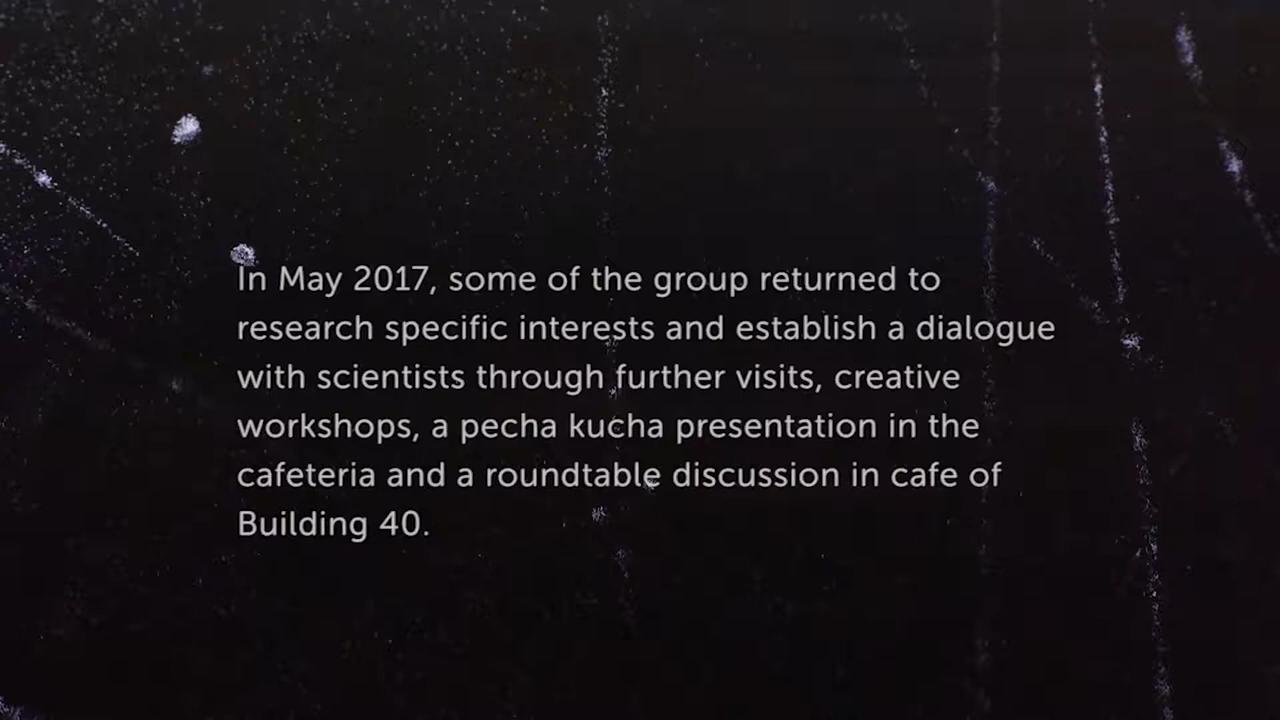 In May 2017, some of the group returned to
research specific interests and establish a dialogue
with scientists through further visits, creative
workshops, a pecha kucha presentation in the
cafeteria and a roundtable discussion in cafe of
Building 40.